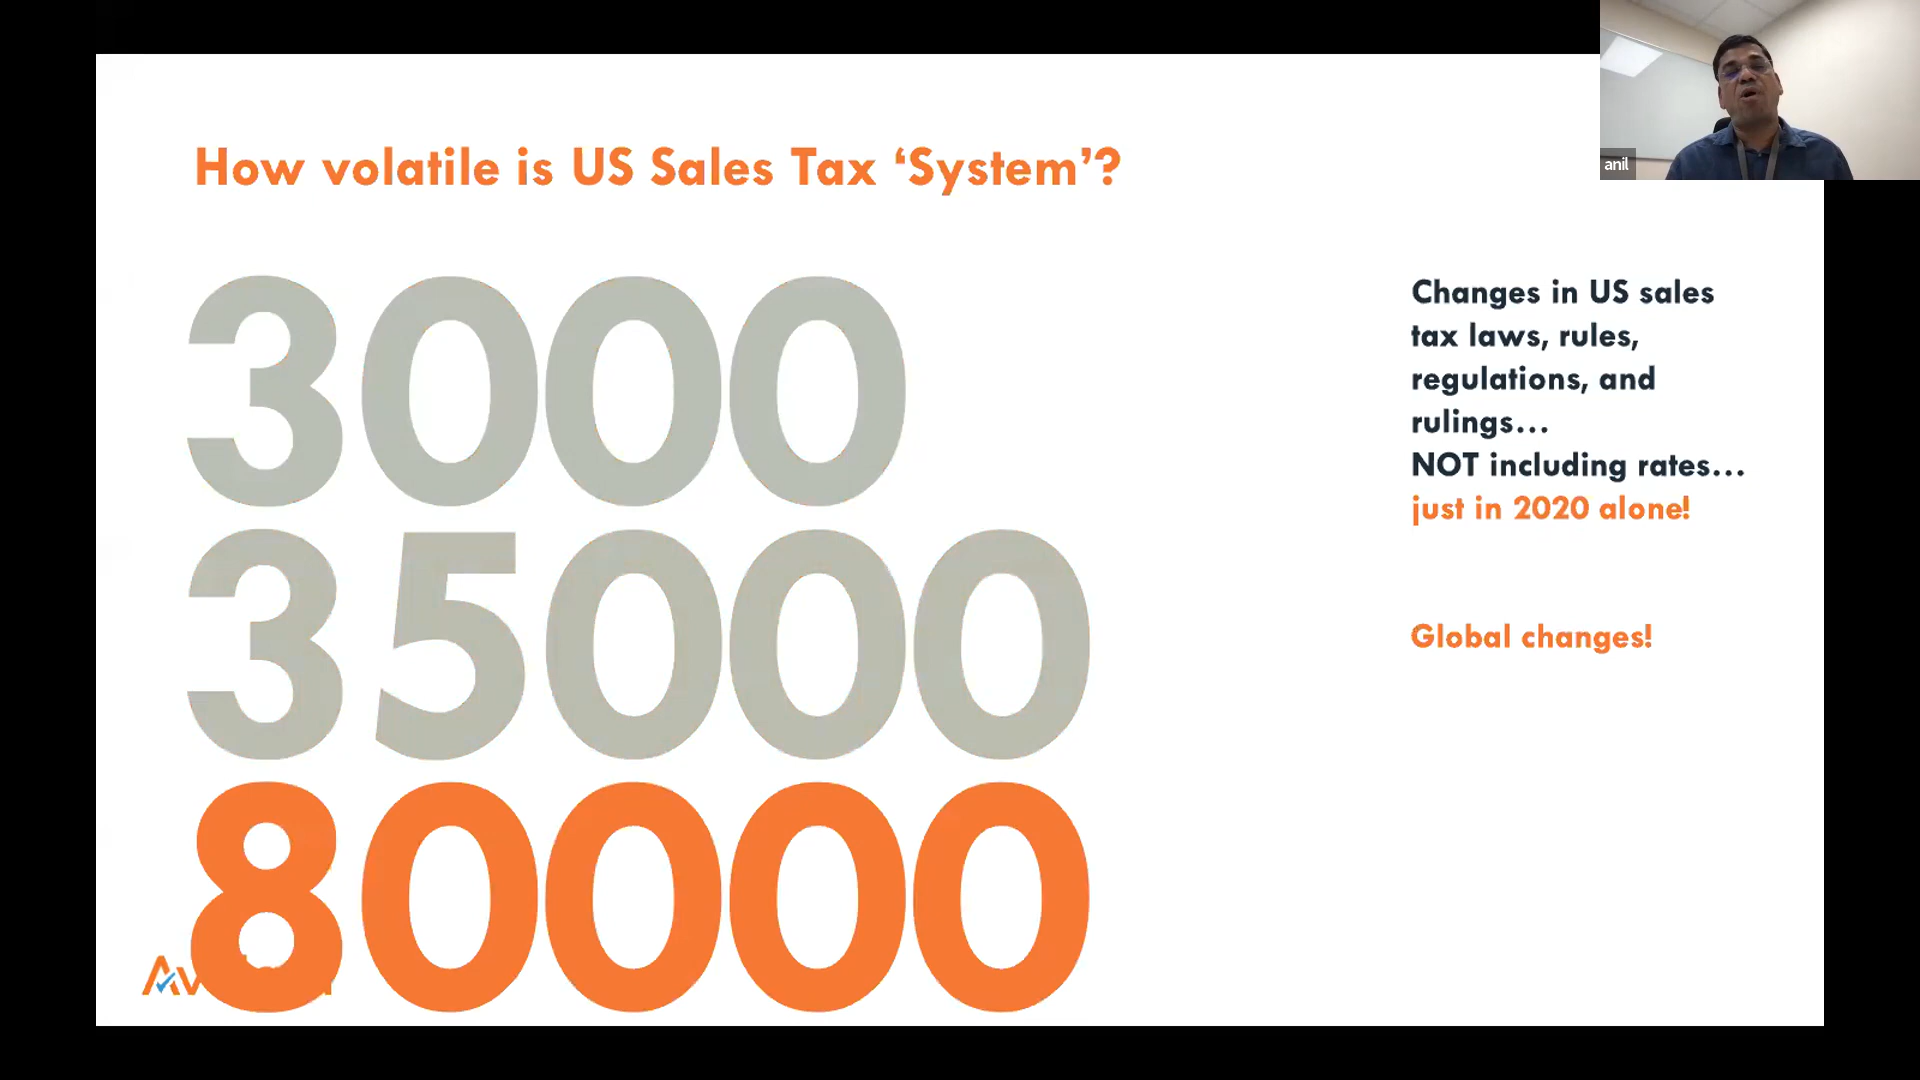 anil
How volatile is US Sales Tax ‘System’?
3000
35000
80000
Changes in US sales
tax laws, rules,
regulations, and
rulings...
NOT including rates...
just in 2020 alone!
Global changes!